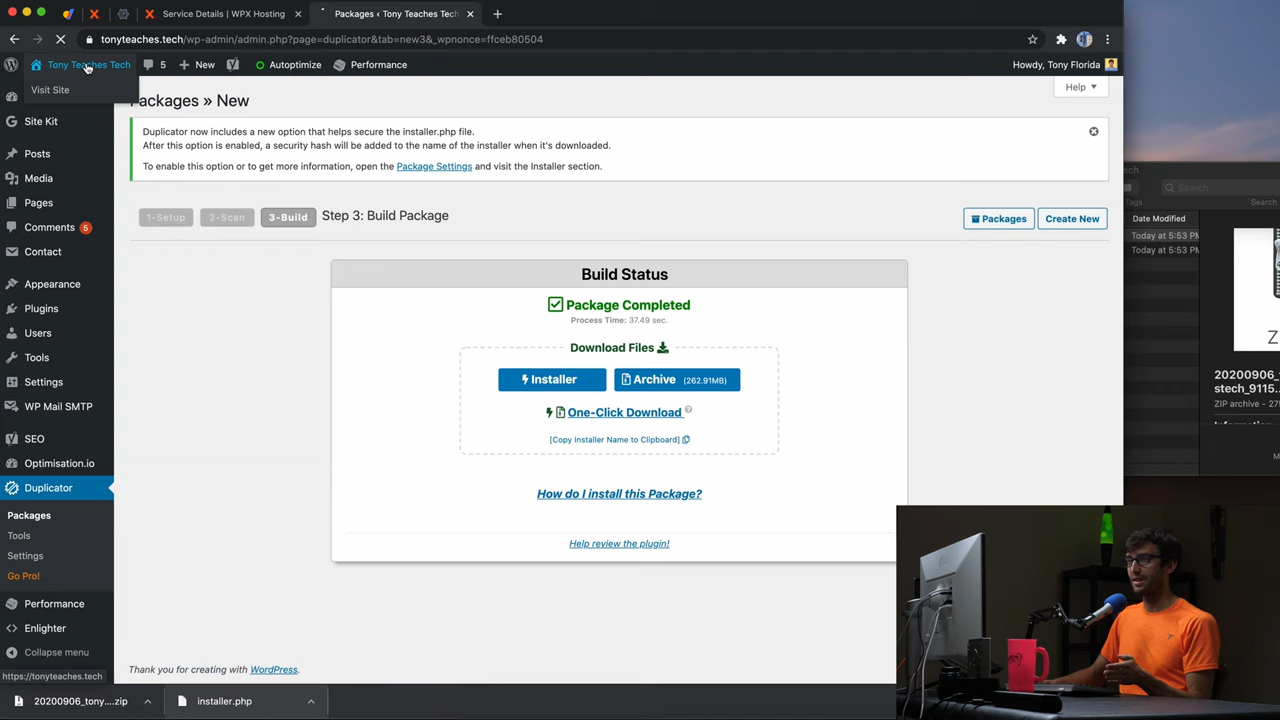 Service Details | WPX Hosting
Packages ‹ Tony Teaches Tech
tonyteaches.tech/wp-admin/admin.php?page=duplicator&tab=new3&_wpnonce=ffceb80504
Tony Teaches Tech
5
New
Autoptimize
Performance
Howdy, Tony Florida
Visit Site
Site Kit
Posts
Media
Pages
Comments 5
Contact
Appearance
Plugins
Users
Tools
Settings
WP Mail SMTP
SEO
Optimisation.io
Duplicator
Packages
Tools
Settings
Go Pro!
Performance
Enlighter
Collapse menu
ackages » New
Help
Duplicator now includes a new option that helps secure the installer.php file.
After this option is enabled, a security hash will be added to the name of the installer when it's downloaded.
To enable this option or to get more information, open the Package Settings and visit the Installer section.
1-Setup
2-Scan
3-Build
Step 3: Build Package
Packages
Create New
Build Status
Package Completed
Process Time: 37.49 sec.
Download Files
Installer
Archive (262.91MB)
One-Click Download
[Copy Installer Name to Clipboard]
How do I install this Package?
Help review the plugin!
Thank you for creating with WordPress.
https://tonyteaches.tech
20200906_tony....zip
installer.php
ech
Search
Tags
Search
Date Modified
Today at 5:53 PM
Today at 5:53 PM
Z
20200906_
stech_9115...
ZIP archive - 27